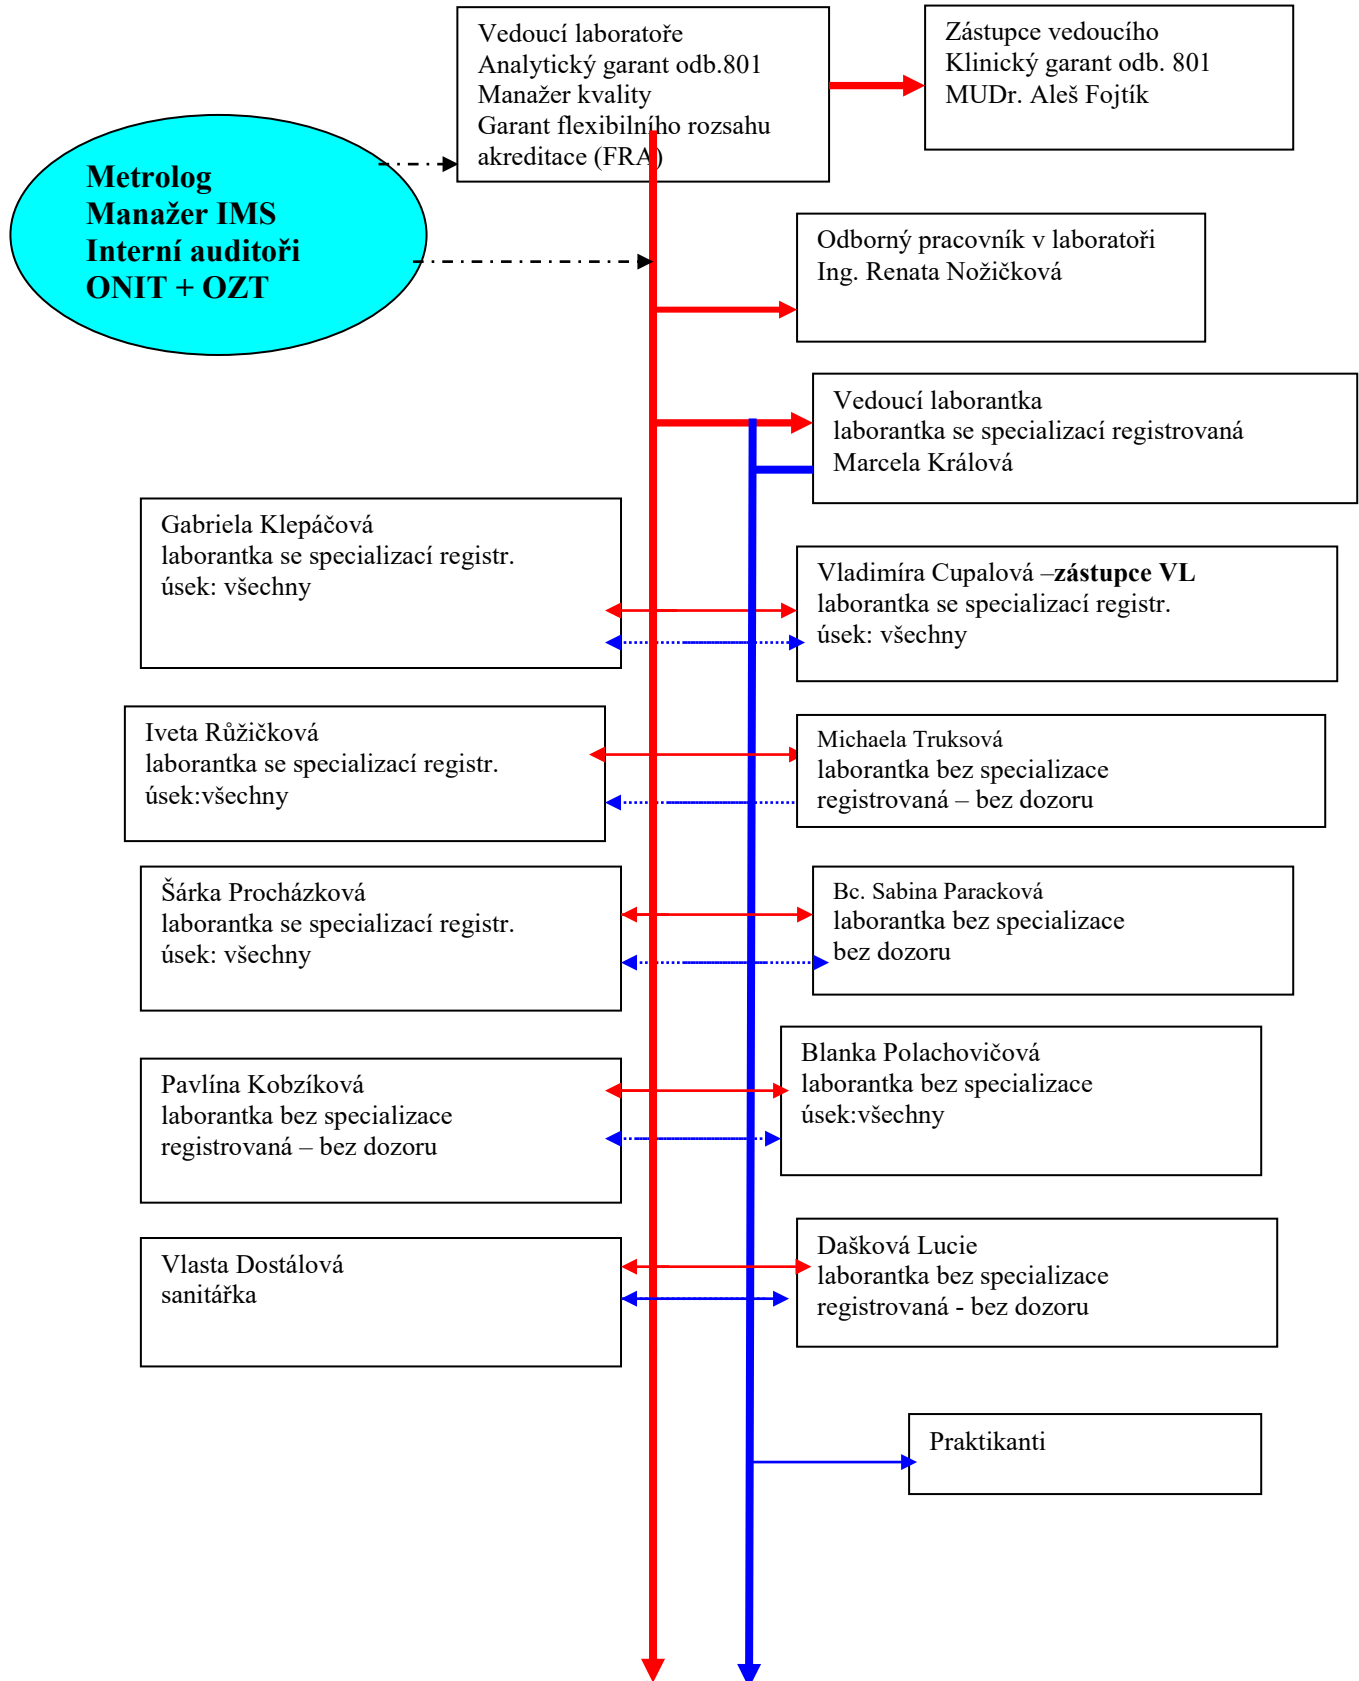 Vedoucí laboratoře
Analytický garant odb.801
Manažer kvality
Garant flexibilního rozsahu
akreditace (FRA)
Zástupce vedoucího
Klinický garant odb. 801
MUDr. Aleš Fojtík
Metrolog
Manažer IMS
Interní auditoři
ONIT + OZT
Odborný pracovník v laboratoři
Ing. Renata Nožičková
Vedoucí laborantka
laborantka se specializací registrovaná
Marcela Králová
Gabriela Klepáčová
laborantka se specializací registr.
úsek: všechny
Vladimíra Cupalová –zástupce VL
laborantka se specializací registr.
úsek: všechny
Iveta Růžičková
laborantka se specializací registr.
úsek:všechny
Michaela Truksová
laborantka bez specializace
registrovaná – bez dozoru
Šárka Procházková
laborantka se specializací registr.
úsek: všechny
Bc. Sabina Paracková
laborantka bez specializace
bez dozoru
Pavlína Kobzíková
laborantka bez specializace
registrovaná – bez dozoru
Blanka Polachovičová
laborantka bez specializace
úsek:všechny
Vlasta Dostálová
sanitářka
Dašková Lucie
laborantka bez specializace
registrovaná - bez dozoru
Praktikanti